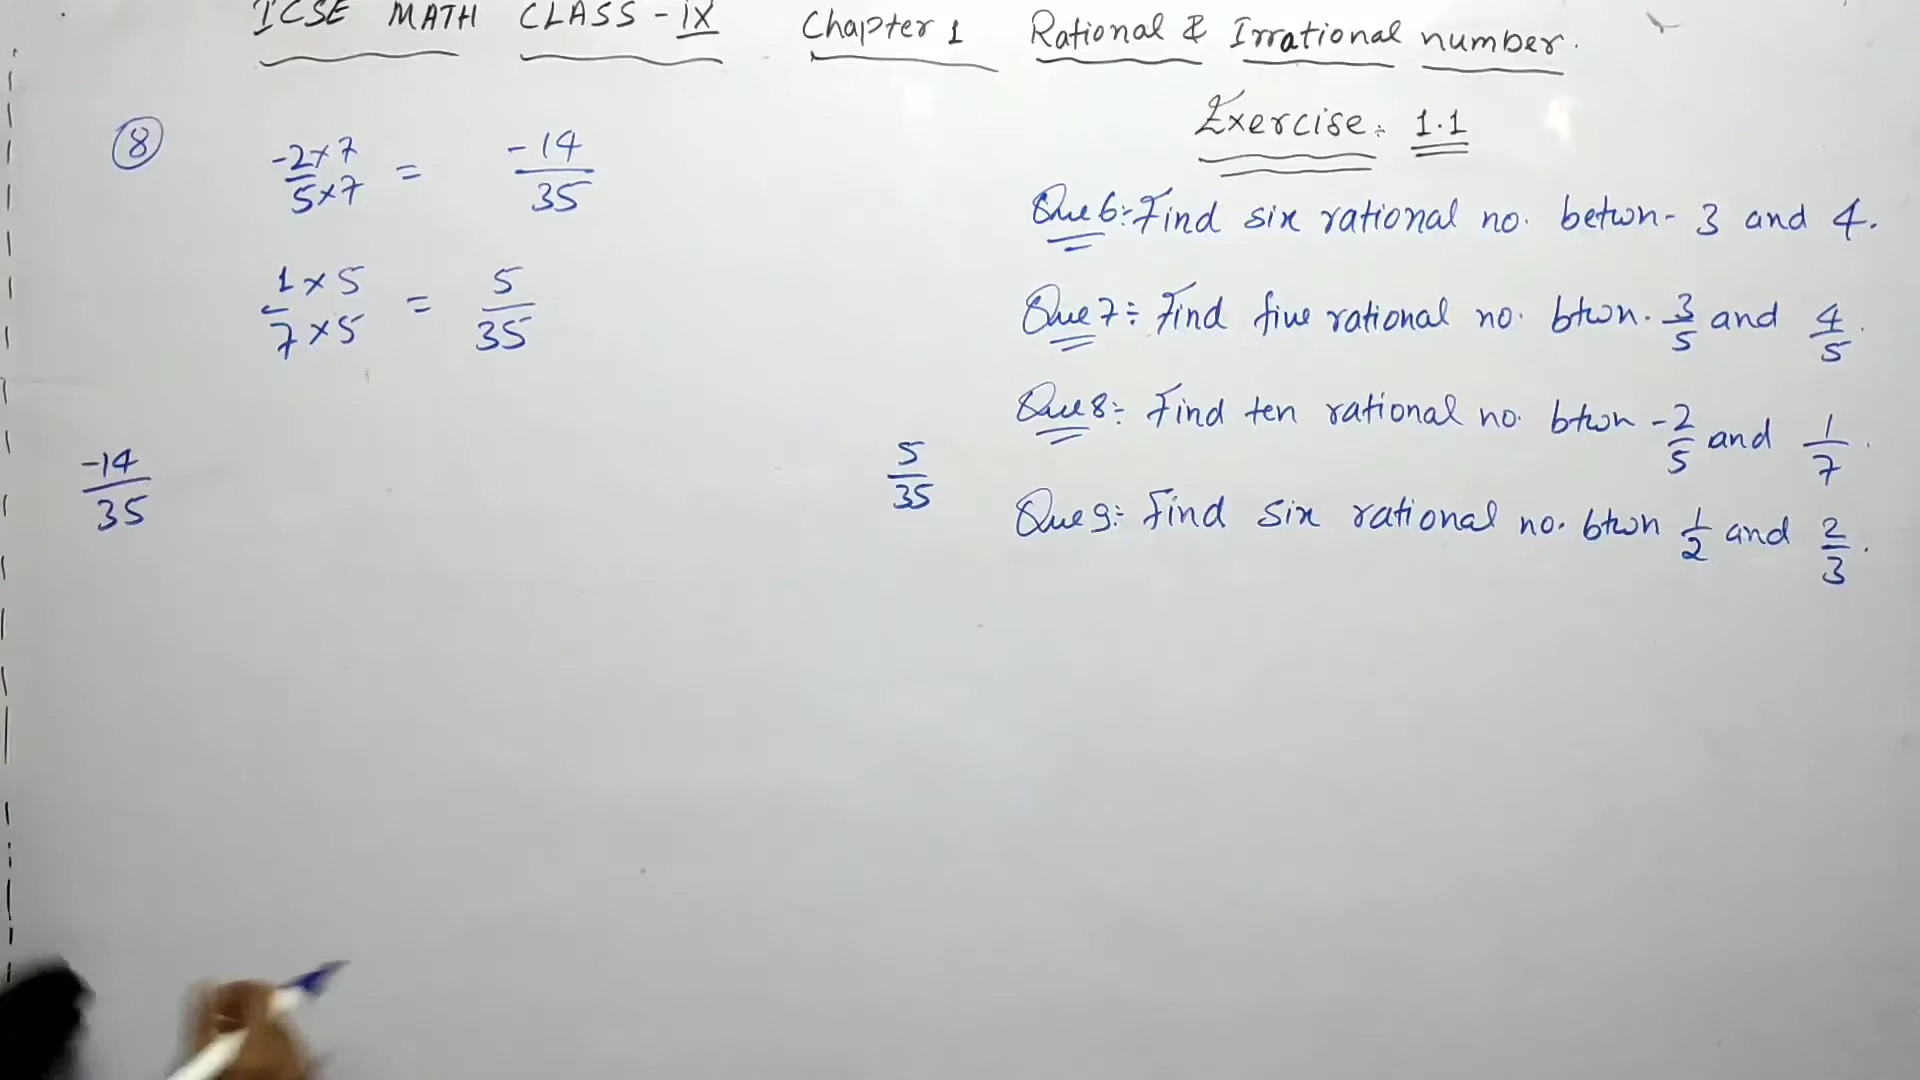 ICSE MATH CLASS - IX Chapter 1 Rational & Irrational number.
Exercise: 1.1
8
-2×7/5×7 = -14/35
1×5/7×5 = 5/35
-14/35 5/35
Que 6:- Find six rational no. betwn- 3 and 4.
Que 7:- Find five rational no. btwn. 3/5 and 4/5.
Que 8:- Find ten rational no. btwn -2/5 and 1/7.
Que 9:- Find six rational no. btwn 1/2 and 2/3.